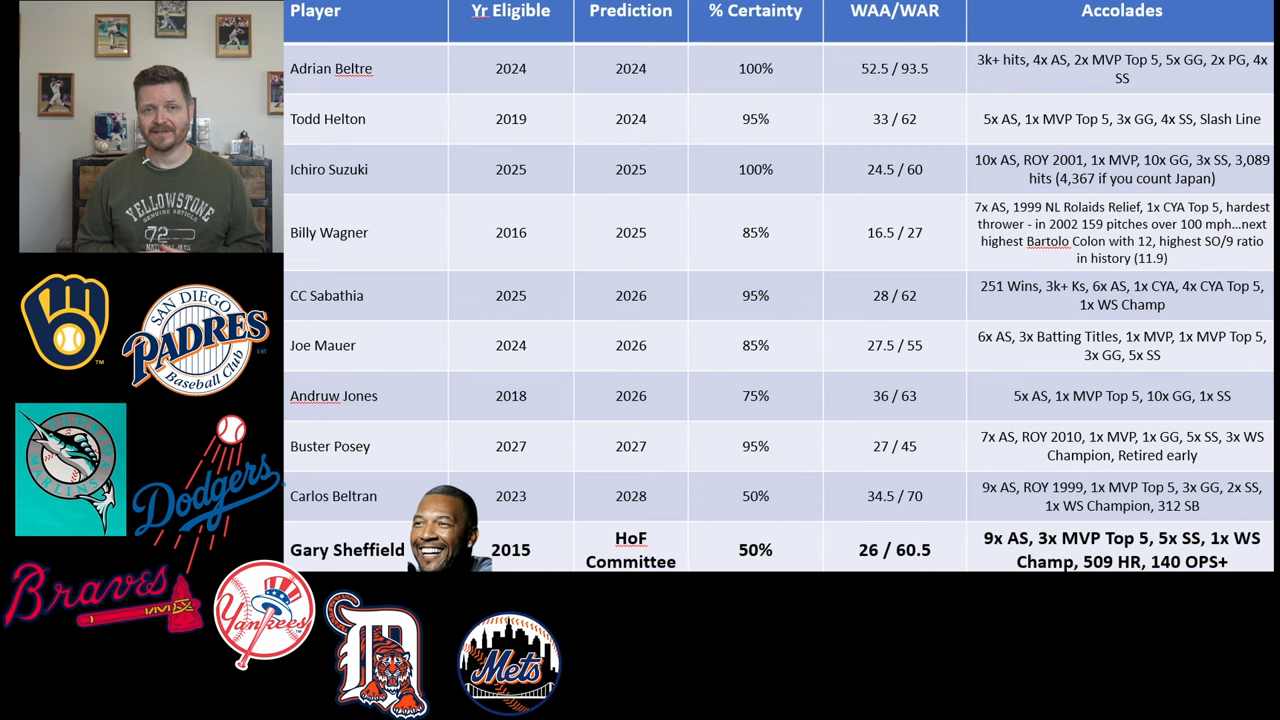 Player Yr Eligible Prediction % Certainty WAA/WAR Accolades
Adrian Beltre 2024 2024 100% 52.5 / 93.5 3k+ hits, 4x AS, 2x MVP Top 5, 5x GG, 2x PG, 4x
SS
Todd Helton 2019 2024 95% 33 / 62 5x AS, 1x MVP Top 5, 3x GG, 4x SS, Slash Line
Ichiro Suzuki 2025 2025 100% 24.5 / 60 10x AS, ROY 2001, 1x MVP, 10x GG, 3x SS, 3,089
hits (4,367 if you count Japan)
Billy Wagner 2016 2025 85% 16.5 / 27 7x AS, 1999 NL Rolaids Relief, 1x CYA Top 5, hardest
thrower - in 2002 159 pitches over 100 mph...next
highest Bartolo Colon with 12, highest SO/9 ratio
in history (11.9)
CC Sabathia 2025 2026 95% 28 / 62 251 Wins, 3k+ Ks, 6x AS, 1x CYA, 4x CYA Top 5,
1x WS Champ
Joe Mauer 2024 2026 85% 27.5 / 55 6x AS, 3x Batting Titles, 1x MVP, 1x MVP Top 5,
3x GG, 5x SS
Andruw Jones 2018 2026 75% 36 / 63 5x AS, 1x MVP Top 5, 10x GG, 1x SS
Buster Posey 2027 2027 95% 27 / 45 7x AS, ROY 2010, 1x MVP, 1x GG, 5x SS, 3x WS
Champion, Retired early
Carlos Beltran 2023 2028 50% 34.5 / 70 9x AS, ROY 1999, 1x MVP Top 5, 3x GG, 2x SS,
1x WS Champion, 312 SB
Gary Sheffield 2015 HoF
Committee 50% 26 / 60.5 9x AS, 3x MVP Top 5, 5x SS, 1x WS
Champ, 509 HR, 140 OPS+
YELLOWSTONE
GENUINE ARTICLE
72
NATIONAL PARK
TM
SAN DIEGO
PADRES
Baseball Club
TM
FLORIDA
MARLINS
Dodgers
Braves
Yankees
D
Mets